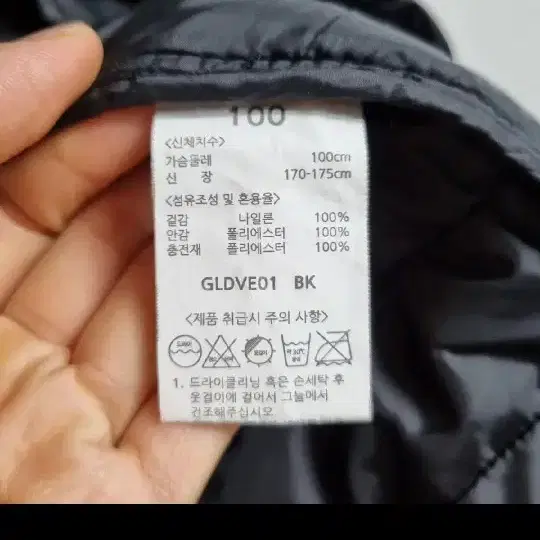 100
<신체치수>
가슴둘레 100cm
신 장 170-175cm
<섬유조성 및 혼용율>
겉감 나일론 100%
안감 폴리에스터 100%
충전재 폴리에스터 100%
GLDVE01 BK
<제품 취급시 주의 사항>
약 30℃
1. 드라이클리닝 혹은 손세탁 후
옷걸이에 걸어서 그늘에서
건조해주십시오